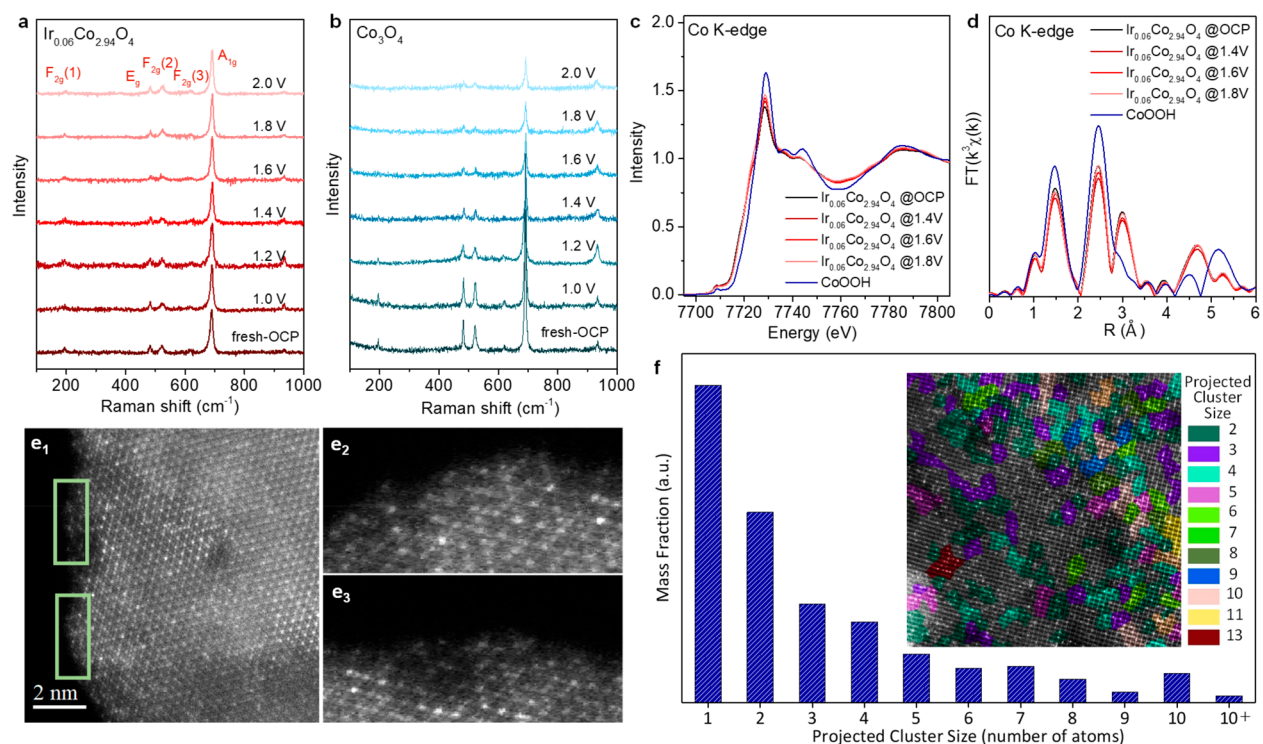 a
Ir0.06Co2.94O4
F2g(1)
Eg
F2g(2)
F2g(3)
A1g
2.0 V
1.8 V
1.6 V
1.4 V
1.2 V
1.0 V
fresh-OCP
Intensity
200 400 600 800 1000
Raman shift (cm-1)
b
Co3O4
2.0 V
1.8 V
1.6 V
1.4 V
1.2 V
1.0 V
fresh-OCP
Intensity
200 400 600 800 1000
Raman shift (cm-1)
c
Co K-edge
Intensity
2.0
1.5
1.0
0.5
0.0
Ir0.06Co2.94O4 @OCP
Ir0.06Co2.94O4 @1.4V
Ir0.06Co2.94O4 @1.6V
Ir0.06Co2.94O4 @1.8V
CoOOH
7700 7720 7740 7760 7780 7800
Energy (eV)
d
Co K-edge
FT(k3χ(k))
Ir0.06Co2.94O4 @OCP
Ir0.06Co2.94O4 @1.4V
Ir0.06Co2.94O4 @1.6V
Ir0.06Co2.94O4 @1.8V
CoOOH
0 1 2 3 4 5 6
R (Å)
e1
2 nm
e2
e3
f
Mass Fraction (a.u.)
Projected
Cluster
Size
2
3
4
5
6
7
8
9
10
11
13
1 2 3 4 5 6 7 8 9 10 10+
Projected Cluster Size (number of atoms)